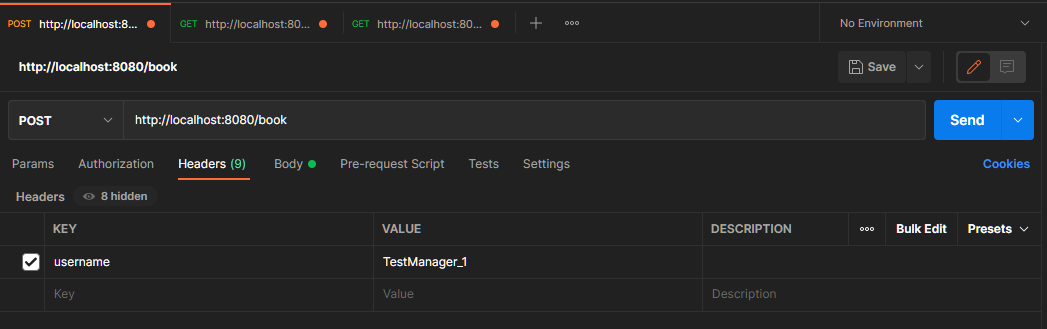 POST http://localhost:8... GET http://localhost:80... GET http://localhost:80... No Environment
http://localhost:8080/book Save
POST http://localhost:8080/book Send
Params Authorization Headers (9) Body Pre-request Script Tests Settings Cookies
Headers 8 hidden
KEY VALUE DESCRIPTION Bulk Edit Presets
username TestManager_1
Key Value Description